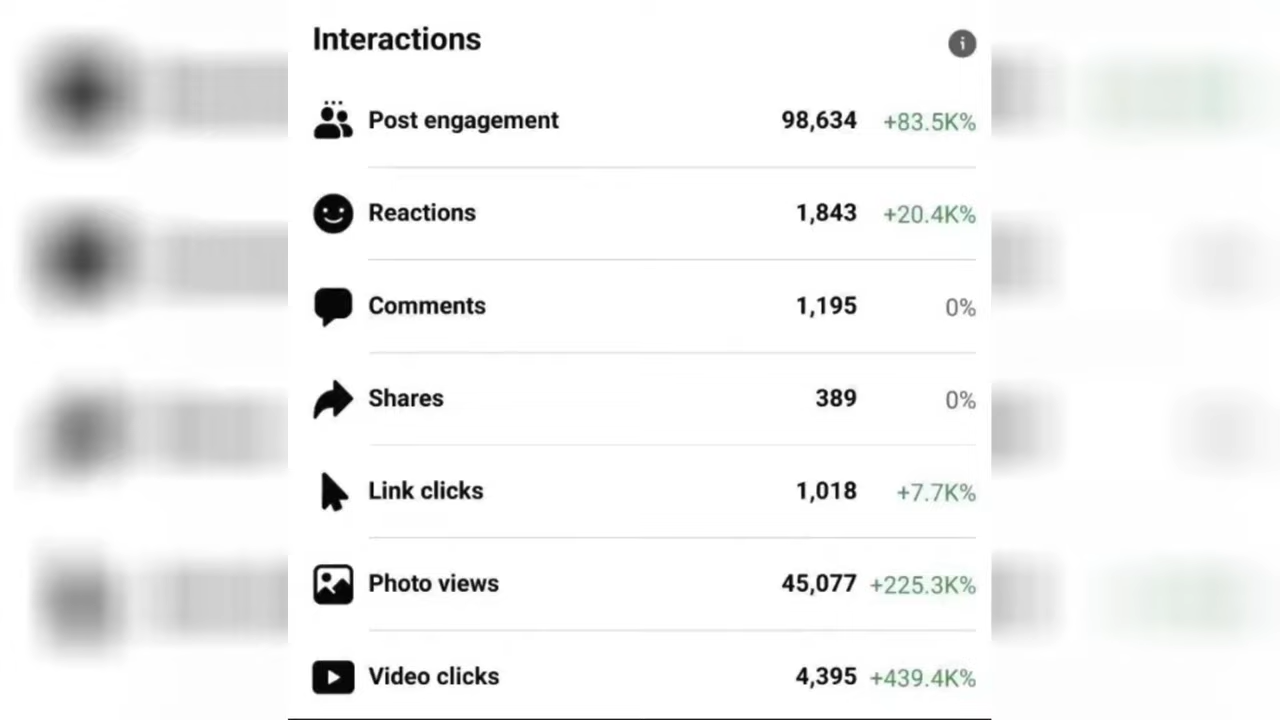 Interactions
Post engagement 98,634 +83.5K%
Reactions 1,843 +20.4K%
Comments 1,195 0%
Shares 389 0%
Link clicks 1,018 +7.7K%
Photo views 45,077 +225.3K%
Video clicks 4,395 +439.4K%